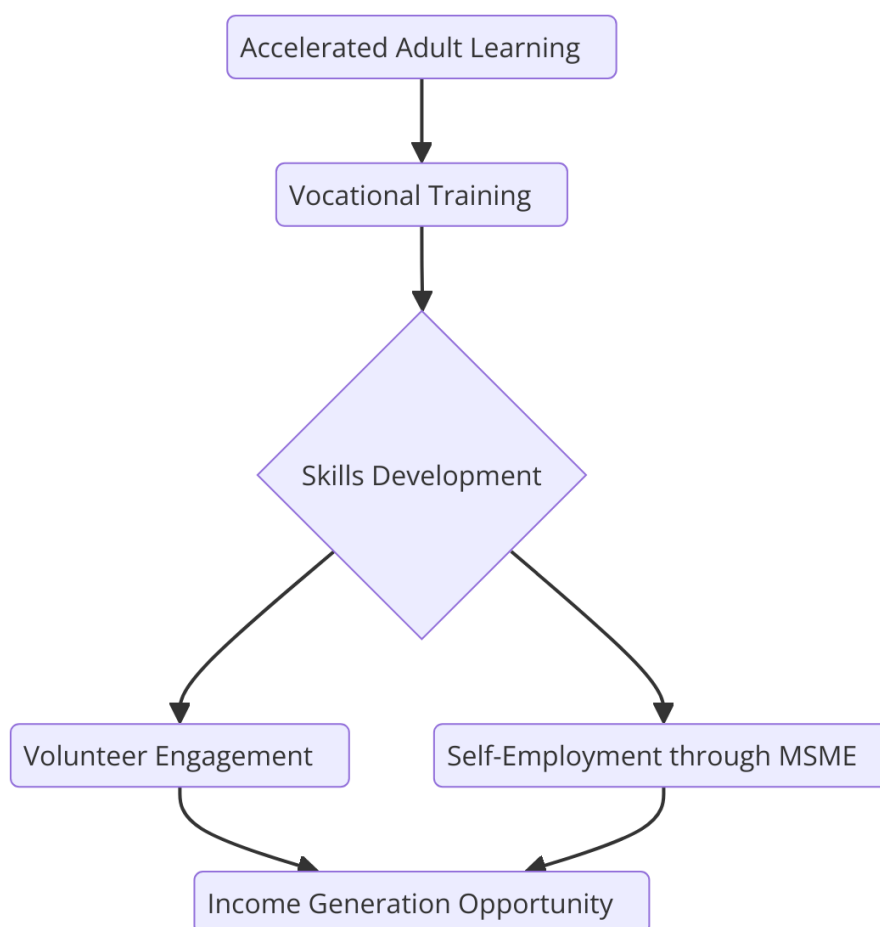 Accelerated Adult Learning
Vocational Training
Skills Development
Volunteer Engagement
Self-Employment through MSME
Income Generation Opportunity